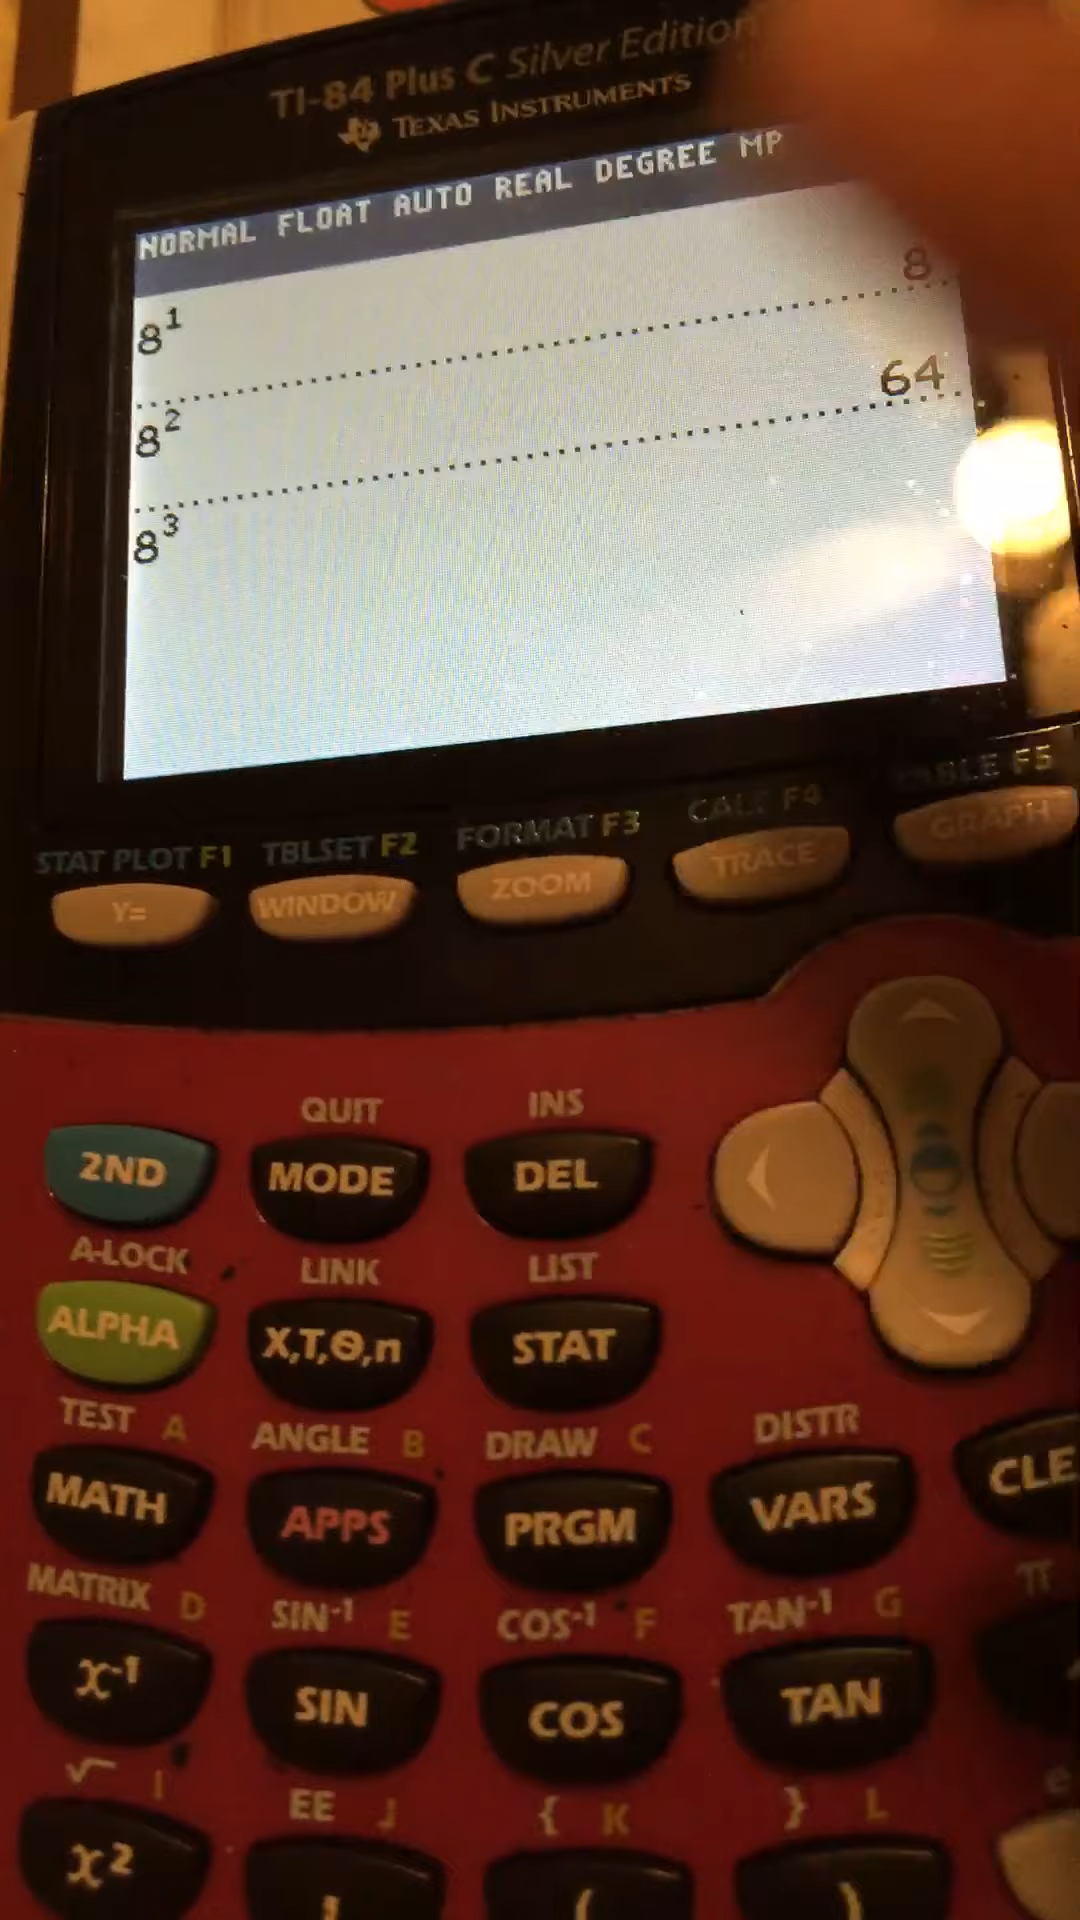 TI-84 Plus C Silver Edition
TEXAS INSTRUMENTS
NORMAL FLOAT AUTO REAL DEGREE MP
8¹ 8
8² 64
8³
STAT PLOT F1 TBLSET F2 FORMAT F3 CALC F4 TABLE F5
Y= WINDOW ZOOM TRACE GRAPH
QUIT INS
2ND MODE DEL
A-LOCK LINK LIST
ALPHA X,T,Θ,n STAT
TEST A ANGLE B DRAW C DISTR
MATH APPS PRGM VARS CLE
MATRIX D SIN⁻¹ E COS⁻¹ F TAN⁻¹ G π
x⁻¹ SIN COS TAN
√ I EE J { K } L e
x² , ( )